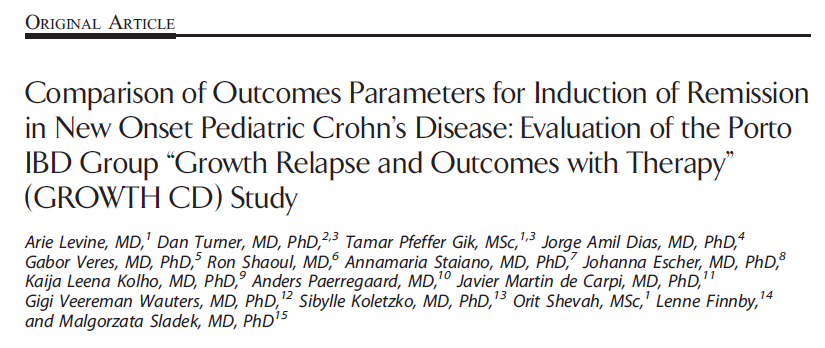 ORIGINAL ARTICLE
Comparison of Outcomes Parameters for Induction of Remission
in New Onset Pediatric Crohn’s Disease: Evaluation of the Porto
IBD Group “Growth Relapse and Outcomes with Therapy”
(GROWTH CD) Study
Arie Levine, MD,1 Dan Turner, MD, PhD,2,3 Tamar Pfeffer Gik, MSc,1,3 Jorge Amil Dias, MD, PhD,4
Gabor Veres, MD, PhD,5 Ron Shaoul, MD,6 Annamaria Staiano, MD, PhD,7 Johanna Escher, MD, PhD,8
Kaija Leena Kolho, MD, PhD,9 Anders Paerregaard, MD,10 Javier Martin de Carpi, MD, PhD,11
Gigi Veereman Wauters, MD, PhD,12 Sibylle Koletzko, MD, PhD,13 Orit Shevah, MSc,1 Lenne Finnby,14
and Malgorzata Sladek, MD, PhD15